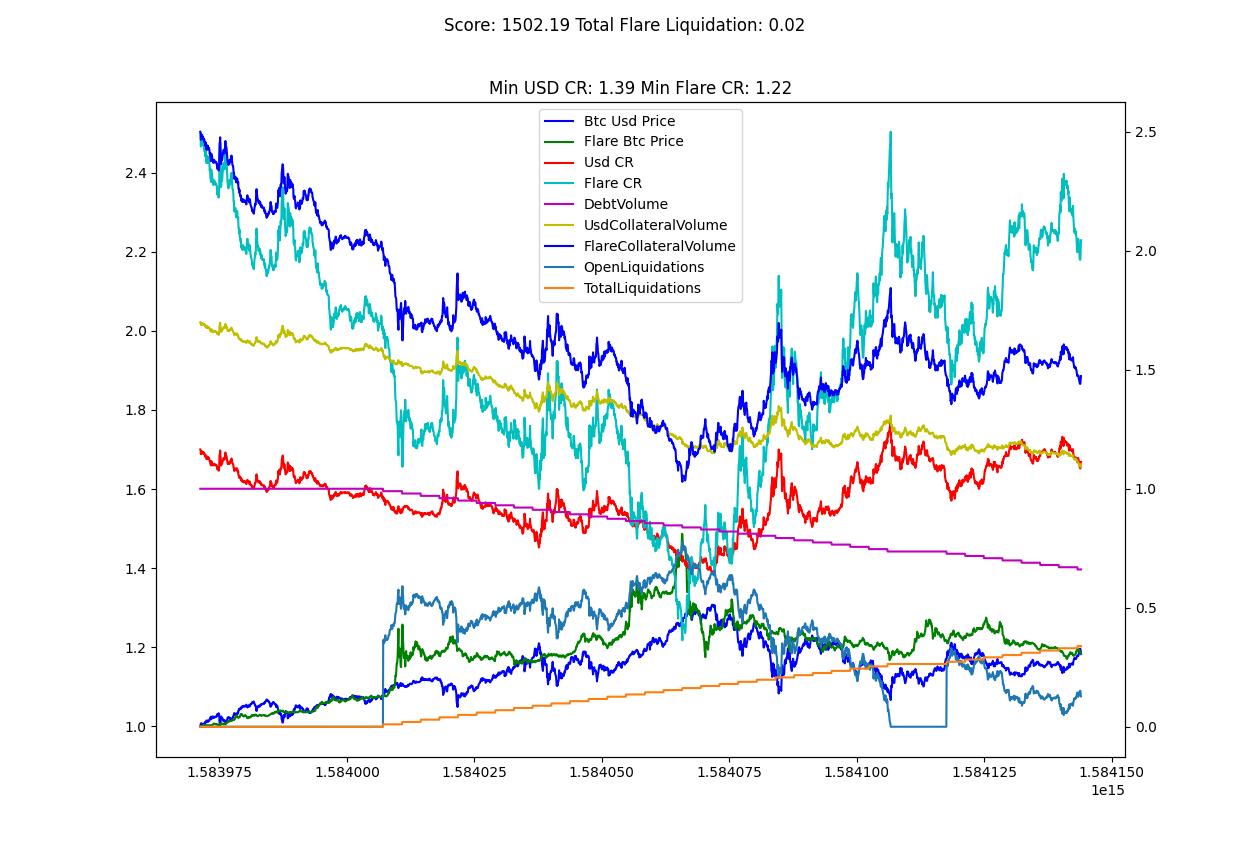 Score: 1502.19 Total Flare Liquidation: 0.02
Min USD CR: 1.39 Min Flare CR: 1.22
Btc Usd Price
Flare Btc Price
Usd CR
Flare CR
DebtVolume
UsdCollateralVolume
FlareCollateralVolume
OpenLiquidations
TotalLiquidations
2.4
2.2
2.0
1.8
1.6
1.4
1.2
1.0
2.5
2.0
1.5
1.0
0.5
0.0
1.583975 1.584000 1.584025 1.584050 1.584075 1.584100 1.584125 1.584150
1e15